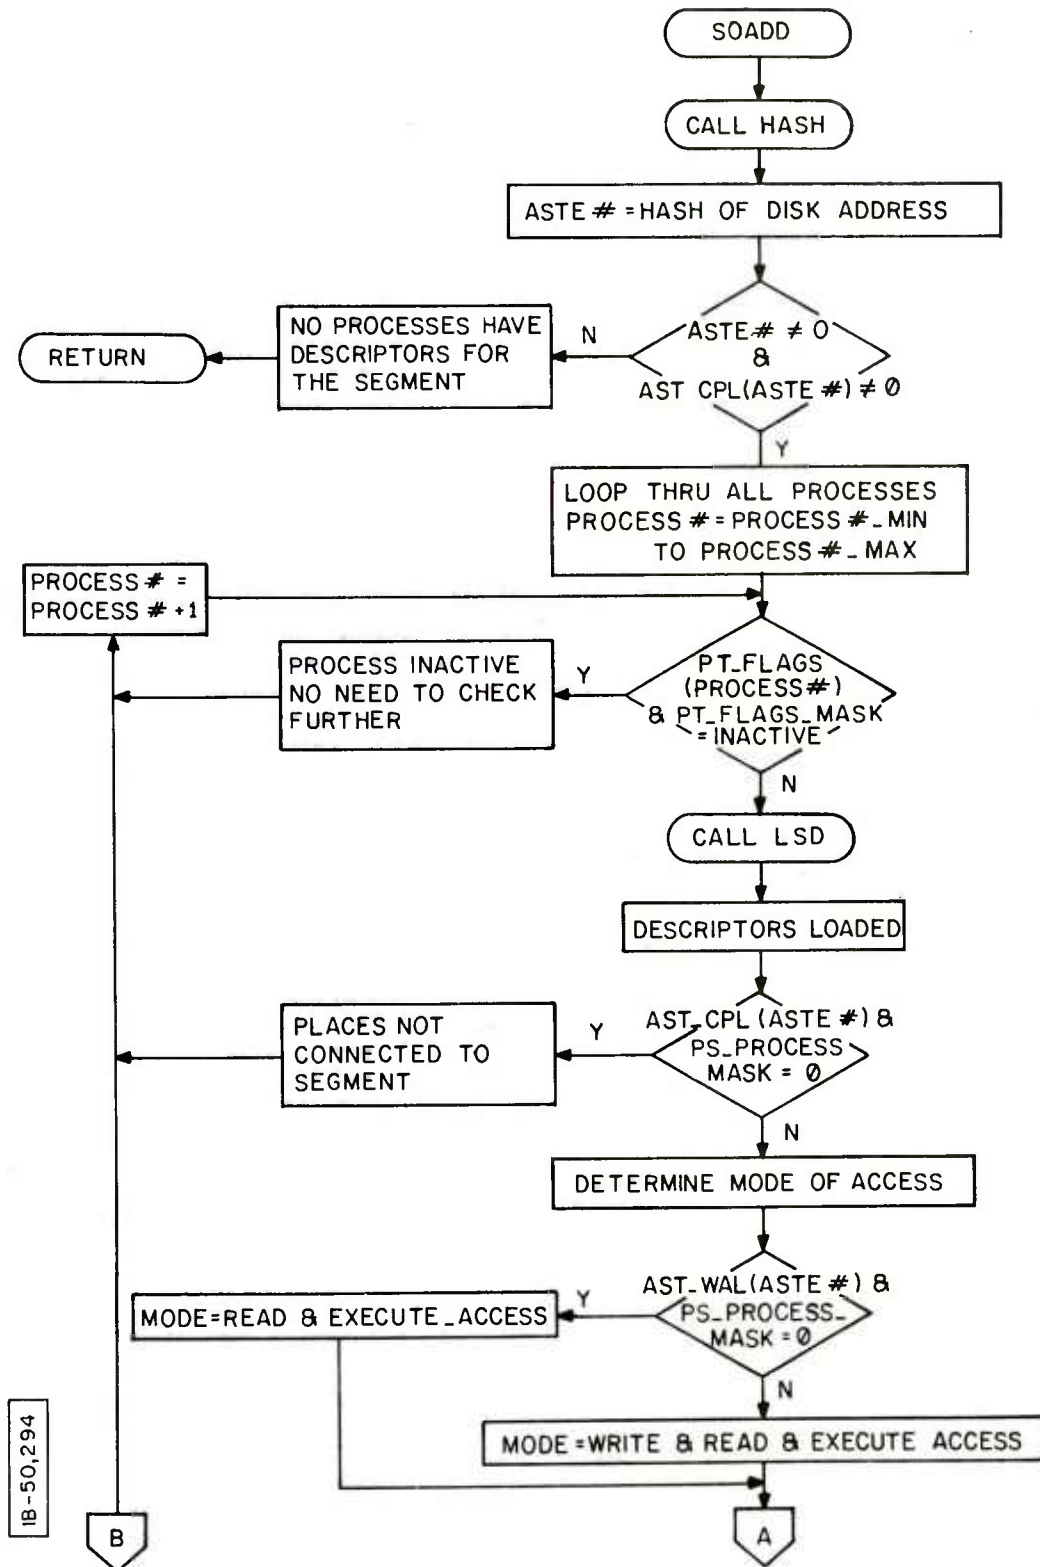 SOADD
CALL HASH
ASTE # = HASH OF DISK ADDRESS
ASTE # ≠ 0
&
AST CPL(ASTE #) ≠ 0
N
NO PROCESSES HAVE
DESCRIPTORS FOR
THE SEGMENT
RETURN
Y
LOOP THRU ALL PROCESSES
PROCESS # = PROCESS #_MIN
TO PROCESS #_MAX
PROCESS # =
PROCESS # +1
PT_FLAGS
(PROCESS #)
& PT_FLAGS_MASK
= INACTIVE
Y
PROCESS INACTIVE
NO NEED TO CHECK
FURTHER
N
CALL LSD
DESCRIPTORS LOADED
AST_CPL (ASTE #) &
PS_PROCESS
MASK = 0
Y
PLACES NOT
CONNECTED TO
SEGMENT
N
DETERMINE MODE OF ACCESS
AST_WAL(ASTE #) &
PS_PROCESS_
MASK = 0
Y
MODE=READ & EXECUTE_ACCESS
N
MODE = WRITE & READ & EXECUTE ACCESS
IB-50,294
B
A